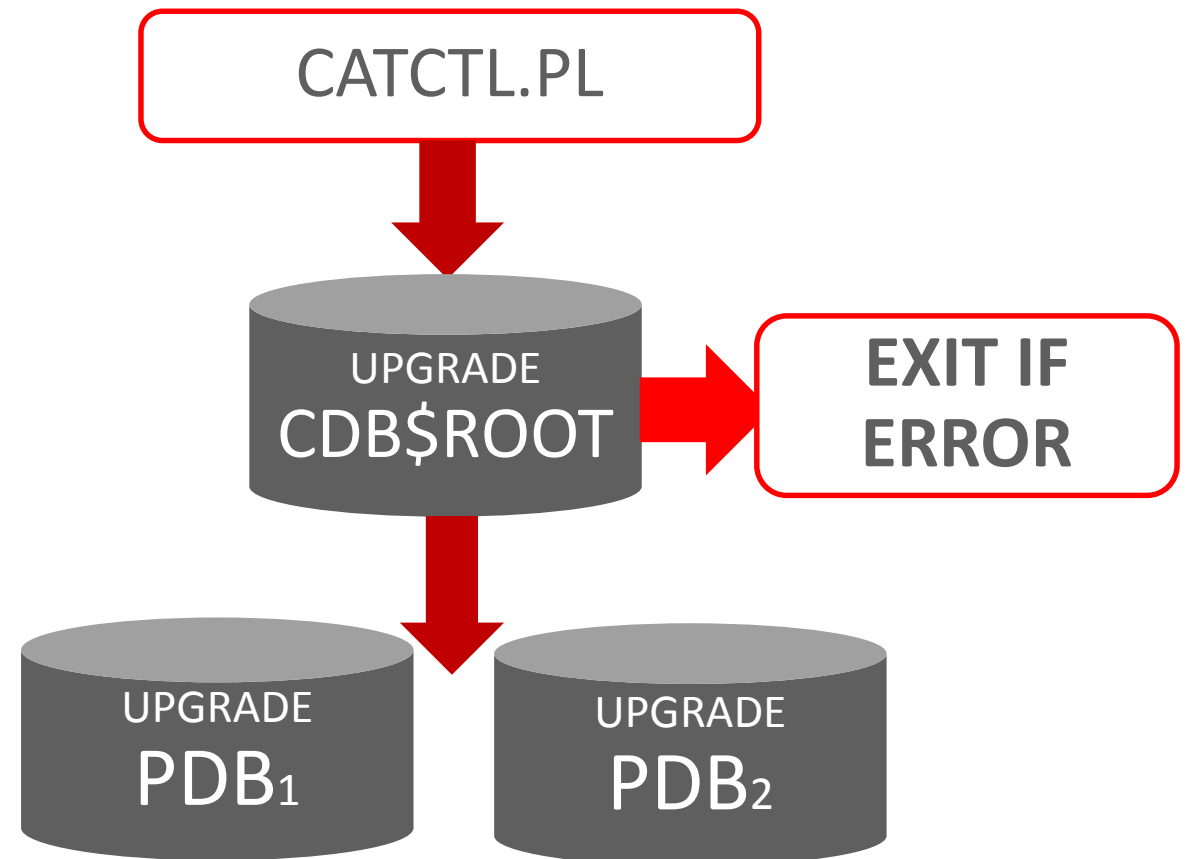 CATCTL.PL
UPGRADE
CDB$ROOT
EXIT IF
ERROR
UPGRADE
PDB1
UPGRADE
PDB2